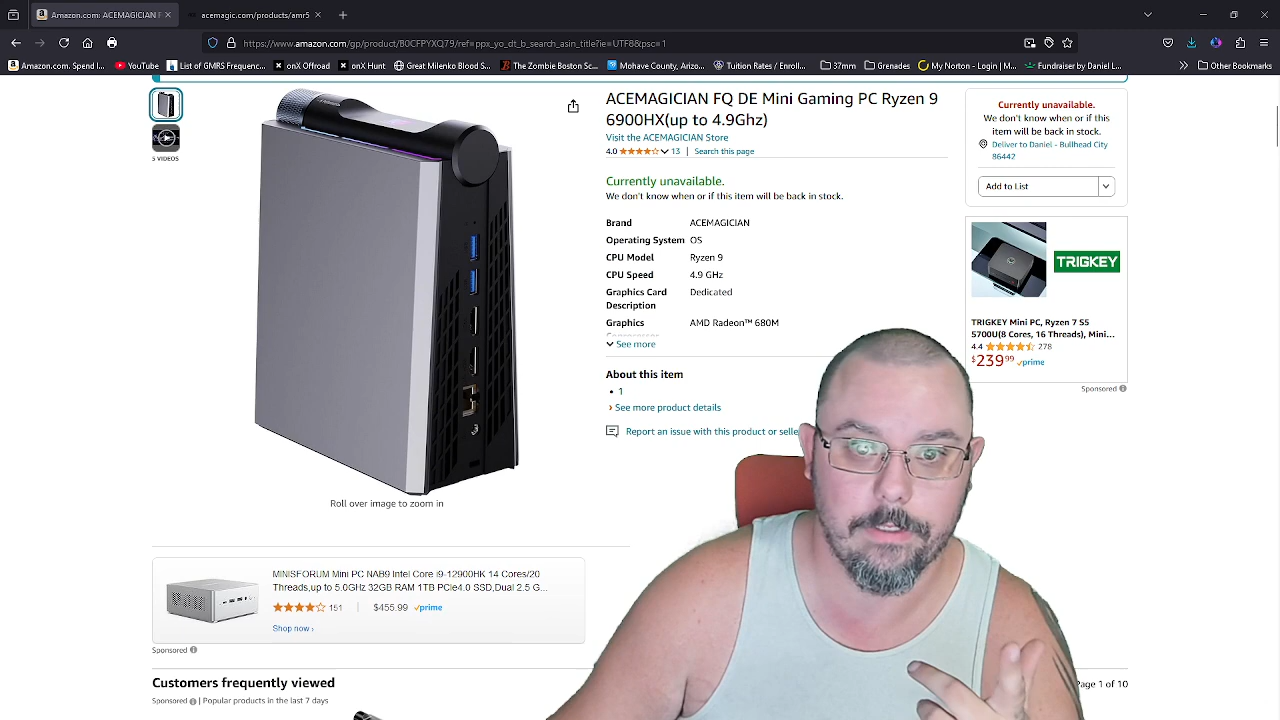 Amazon.com: ACEMAGICIAN F
acemagic.com/products/amr5
https://www.amazon.com/gp/product/B0CFPYXQ79/ref=ppx_yo_dt_b_search_asin_title?ie=UTF8&psc=1
Amazon.com. Spend l...
YouTube
List of GMRS Frequenc...
onX Offroad
onX Hunt
Great Milenko Blood S...
The Zombie Boston Sc...
Mohave County, Arizo...
Tuition Rates / Enroll...
37mm
Grenades
My Norton - Login | M...
Fundraiser by Daniel L...
Other Bookmarks
5 VIDEOS
Roll over image to zoom in
ACEMAGICIAN FQ DE Mini Gaming PC Ryzen 9
6900HX(up to 4.9Ghz)
Visit the ACEMAGICIAN Store
4.0 13 | Search this page
Currently unavailable.
We don't know when or if this item will be back in stock.
Brand ACEMAGICIAN
Operating System OS
CPU Model Ryzen 9
CPU Speed 4.9 GHz
Graphics Card Dedicated
Description
Graphics AMD Radeon™ 680M
See more
About this item
• 1
› See more product details
Report an issue with this product or selle
Currently unavailable.
We don't know when or if this
item will be back in stock.
Deliver to Daniel - Bullhead City
86442
Add to List
TRIGKEY
TRIGKEY Mini PC, Ryzen 7 S5
5700U(8 Cores, 16 Threads), Mini...
4.4 278
$239.99 prime
Sponsored
MINISFORUM Mini PC NAB9 Intel Core i9-12900HK 14 Cores/20
Threads,up to 5.0GHz 32GB RAM 1TB PCIe4.0 SSD,Dual 2.5 G...
151 | $455.99 prime
Shop now ›
Sponsored
Customers frequently viewed
Sponsored | Popular products in the last 7 days
Page 1 of 10